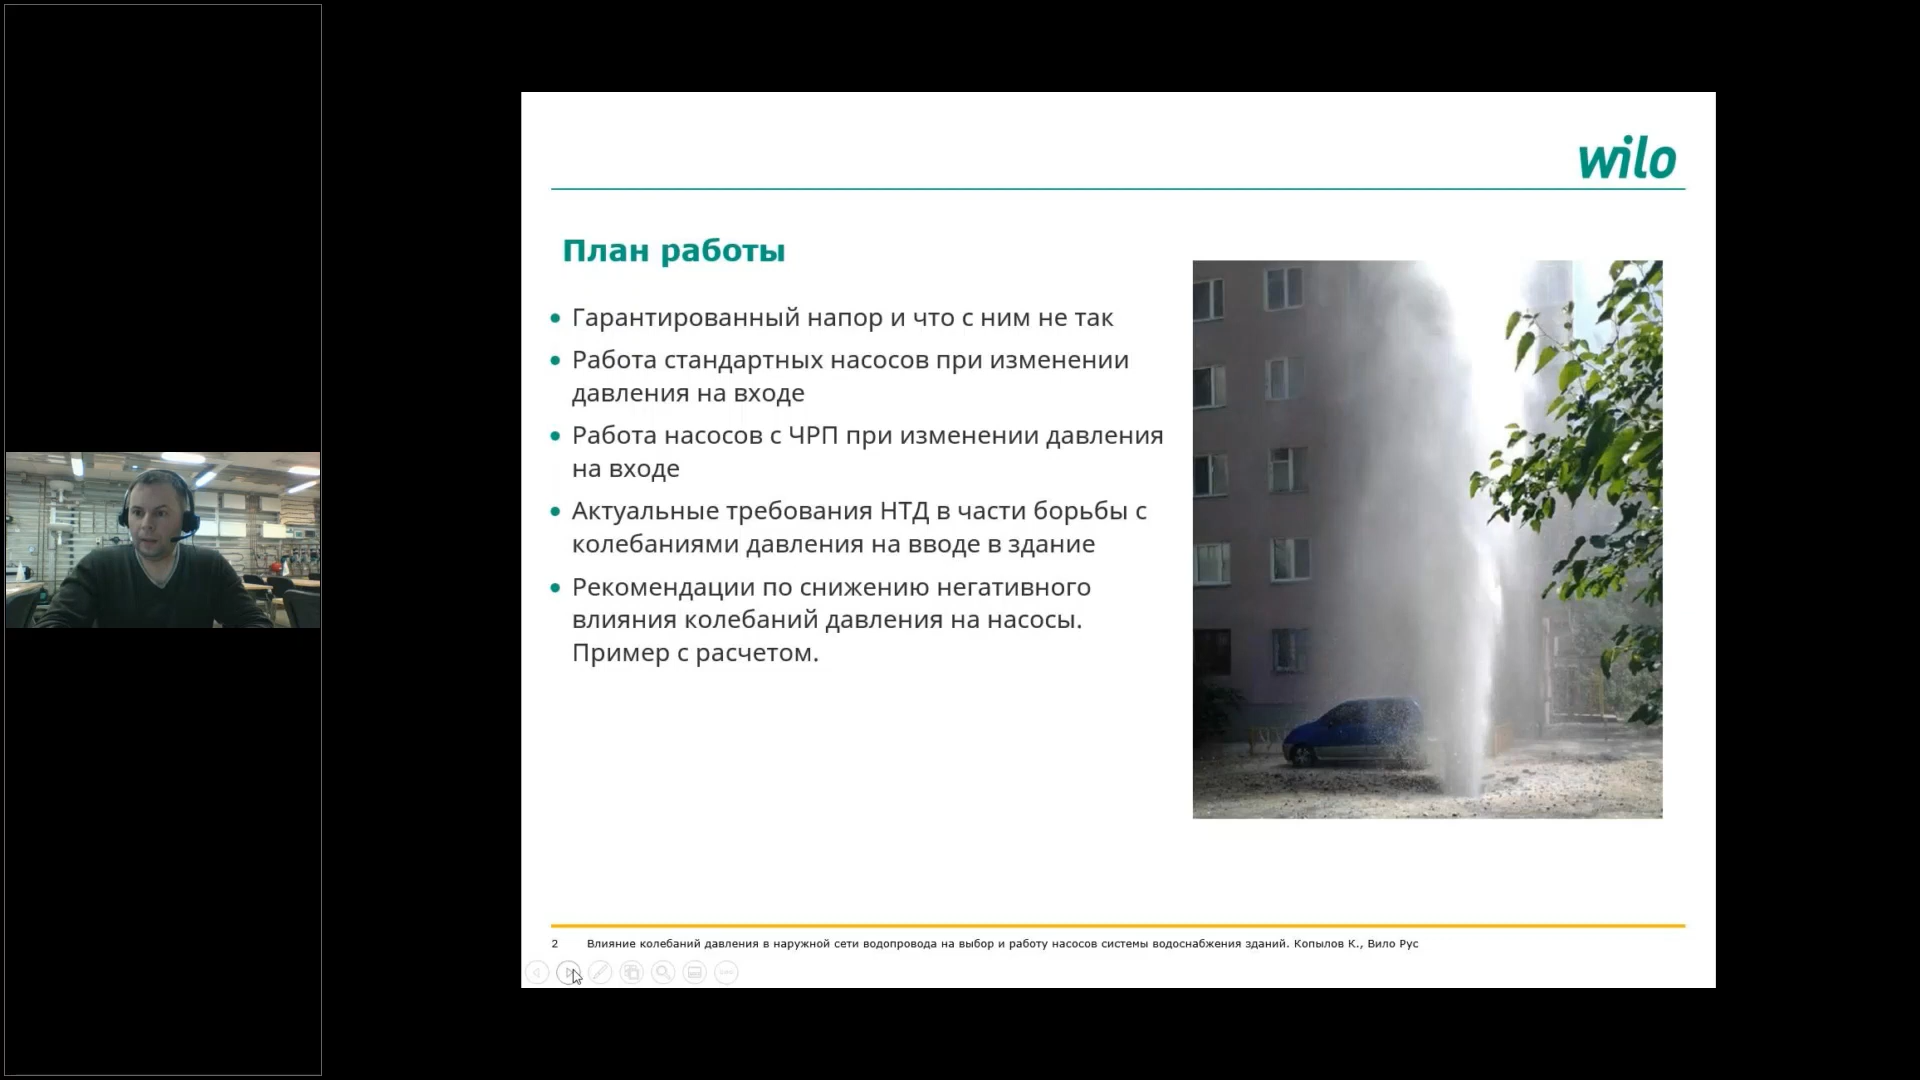 wilo
План работы
Гарантированный напор и что с ним не так
Работа стандартных насосов при изменении
давления на входе
Работа насосов с ЧРП при изменении давления
на входе
Актуальные требования НТД в части борьбы с
колебаниями давления на вводе в здание
Рекомендации по снижению негативного
влияния колебаний давления на насосы.
Пример с расчетом.
2 Влияние колебаний давления в наружной сети водопровода на выбор и работу насосов системы водоснабжения зданий. Копылов К., Вило Рус